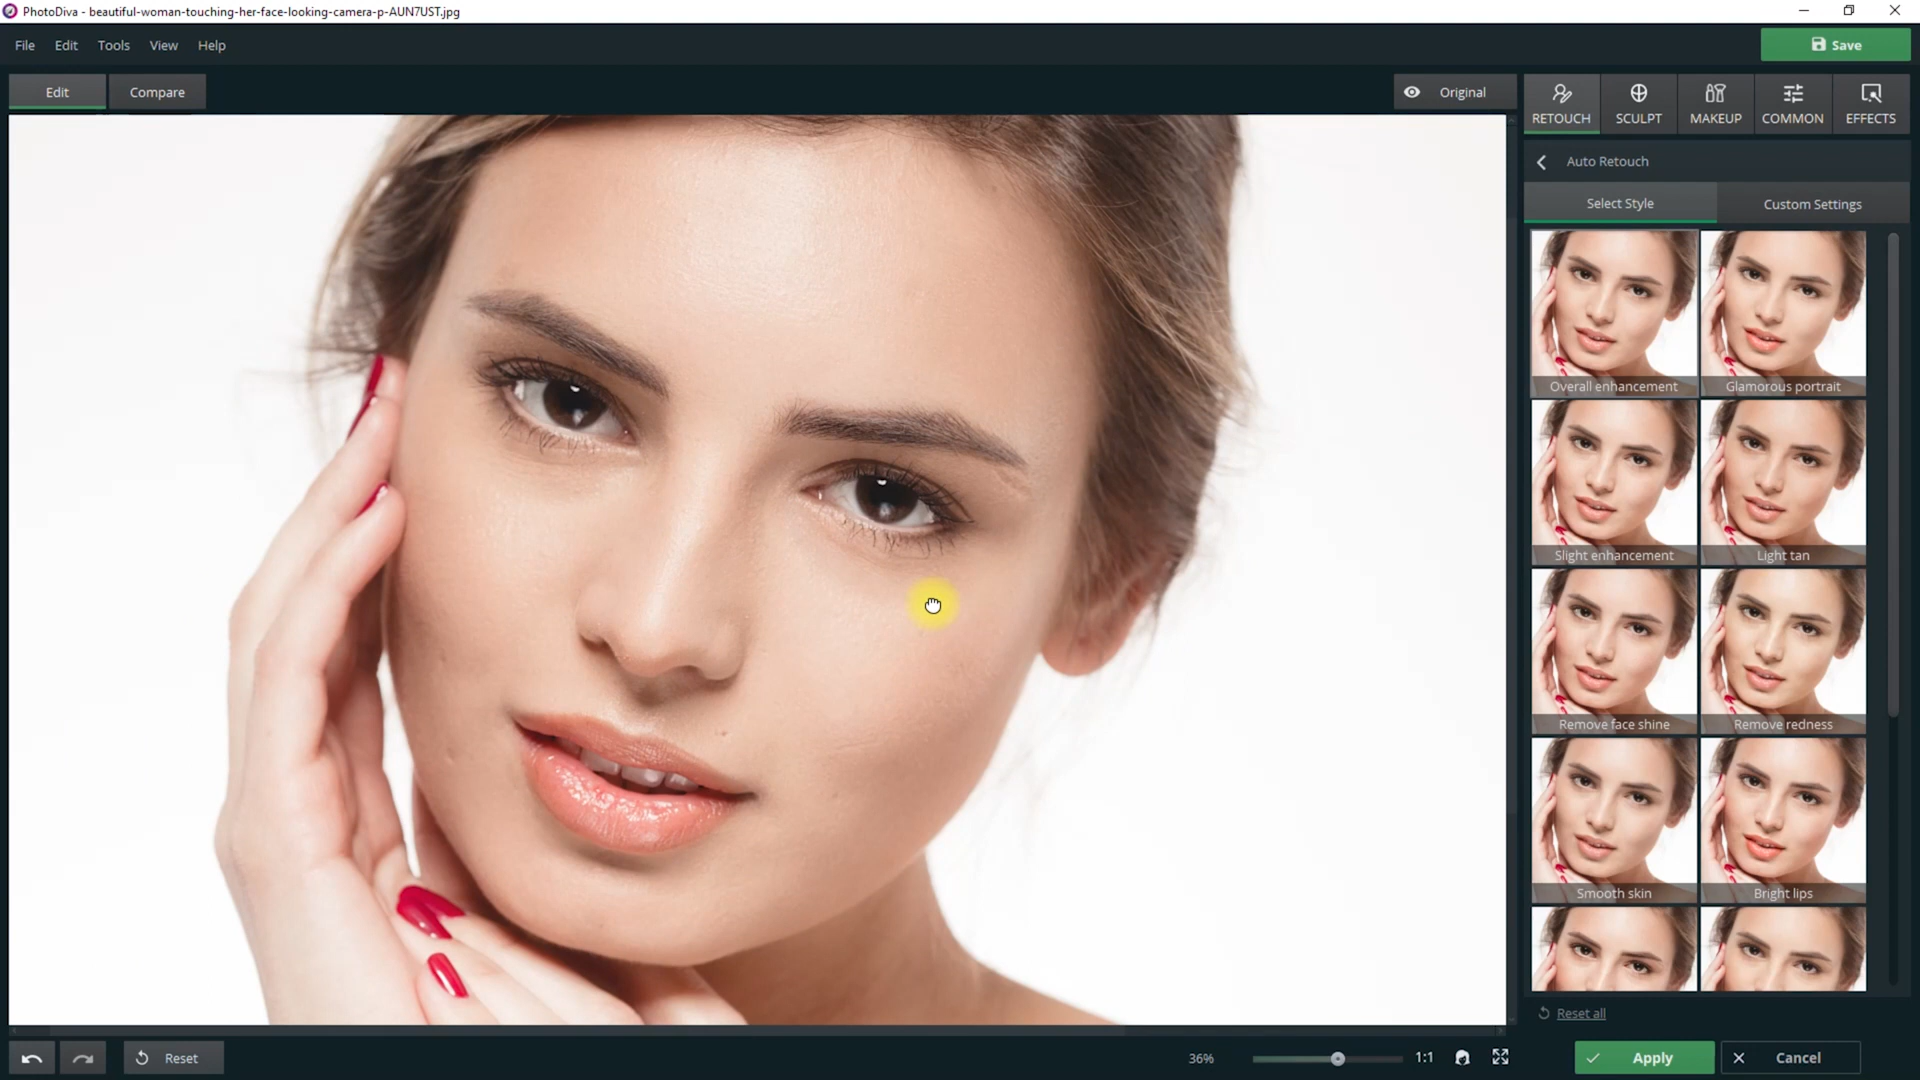 PhotoDiva - beautiful-woman-touching-her-face-looking-camera-p-AUN7UST.jpg
File Edit Tools View Help
Save
Edit Compare
Original
RETOUCH SCULPT MAKEUP COMMON EFFECTS
Auto Retouch
Select Style Custom Settings
Overall enhancement Glamorous portrait
Slight enhancement Light tan
Remove face shine Remove redness
Smooth skin Bright lips
Reset all
Reset
36% 1:1
Apply Cancel